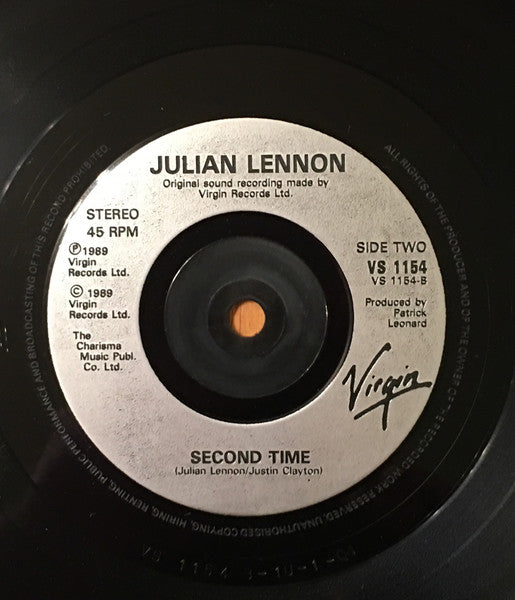 JULIAN LENNON
Original sound recording made by
Virgin Records Ltd.
STEREO
45 RPM
Ⓟ 1989
Virgin
Records Ltd.
© 1989
Virgin
Records Ltd.
The
Charisma
Music Publ.
Co. Ltd.
SIDE TWO
VS 1154
VS 1154-B
Produced by
Patrick
Leonard
Virgin
SECOND TIME
(Julian Lennon/Justin Clayton)
ALL RIGHTS OF THE PRODUCER AND OF THE OWNER OF THE RECORDED WORK RESERVED. UNAUTHORISED COPYING, HIRING, RENTING, PUBLIC PERFORMANCE AND BROADCASTING OF THIS RECORD PROHIBITED.
VS 1154